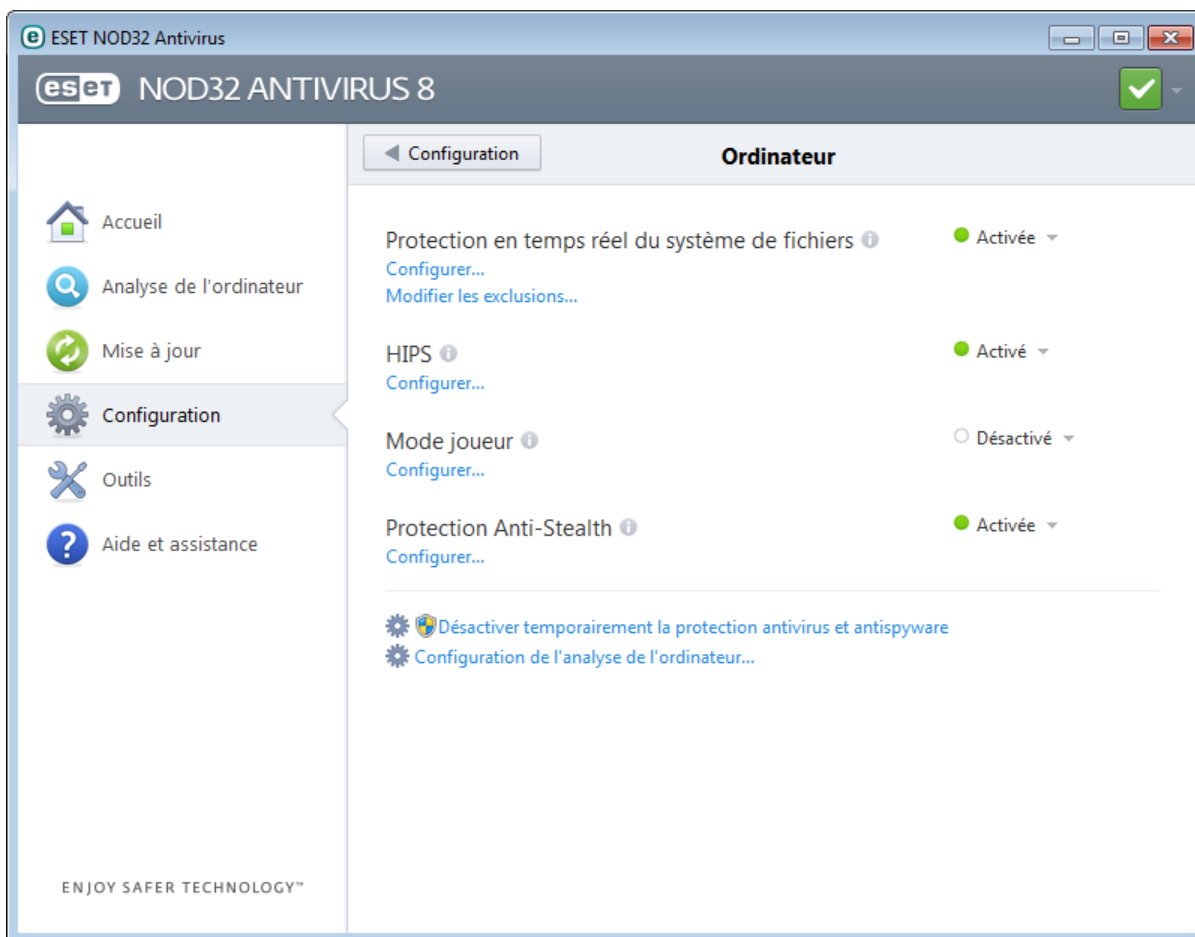 ESET NOD32 Antivirus
eseT NOD32 ANTIVIRUS 8
Configuration
Ordinateur
Accueil
Analyse de l'ordinateur
Mise à jour
Configuration
Outils
Aide et assistance
Protection en temps réel du système de fichiers
Activée
Configurer...
Modifier les exclusions...
HIPS
Activé
Configurer...
Mode joueur
Désactivé
Configurer...
Protection Anti-Stealth
Activée
Configurer...
Désactiver temporairement la protection antivirus et antispyware
Configuration de l'analyse de l'ordinateur...
ENJOY SAFER TECHNOLOGY™